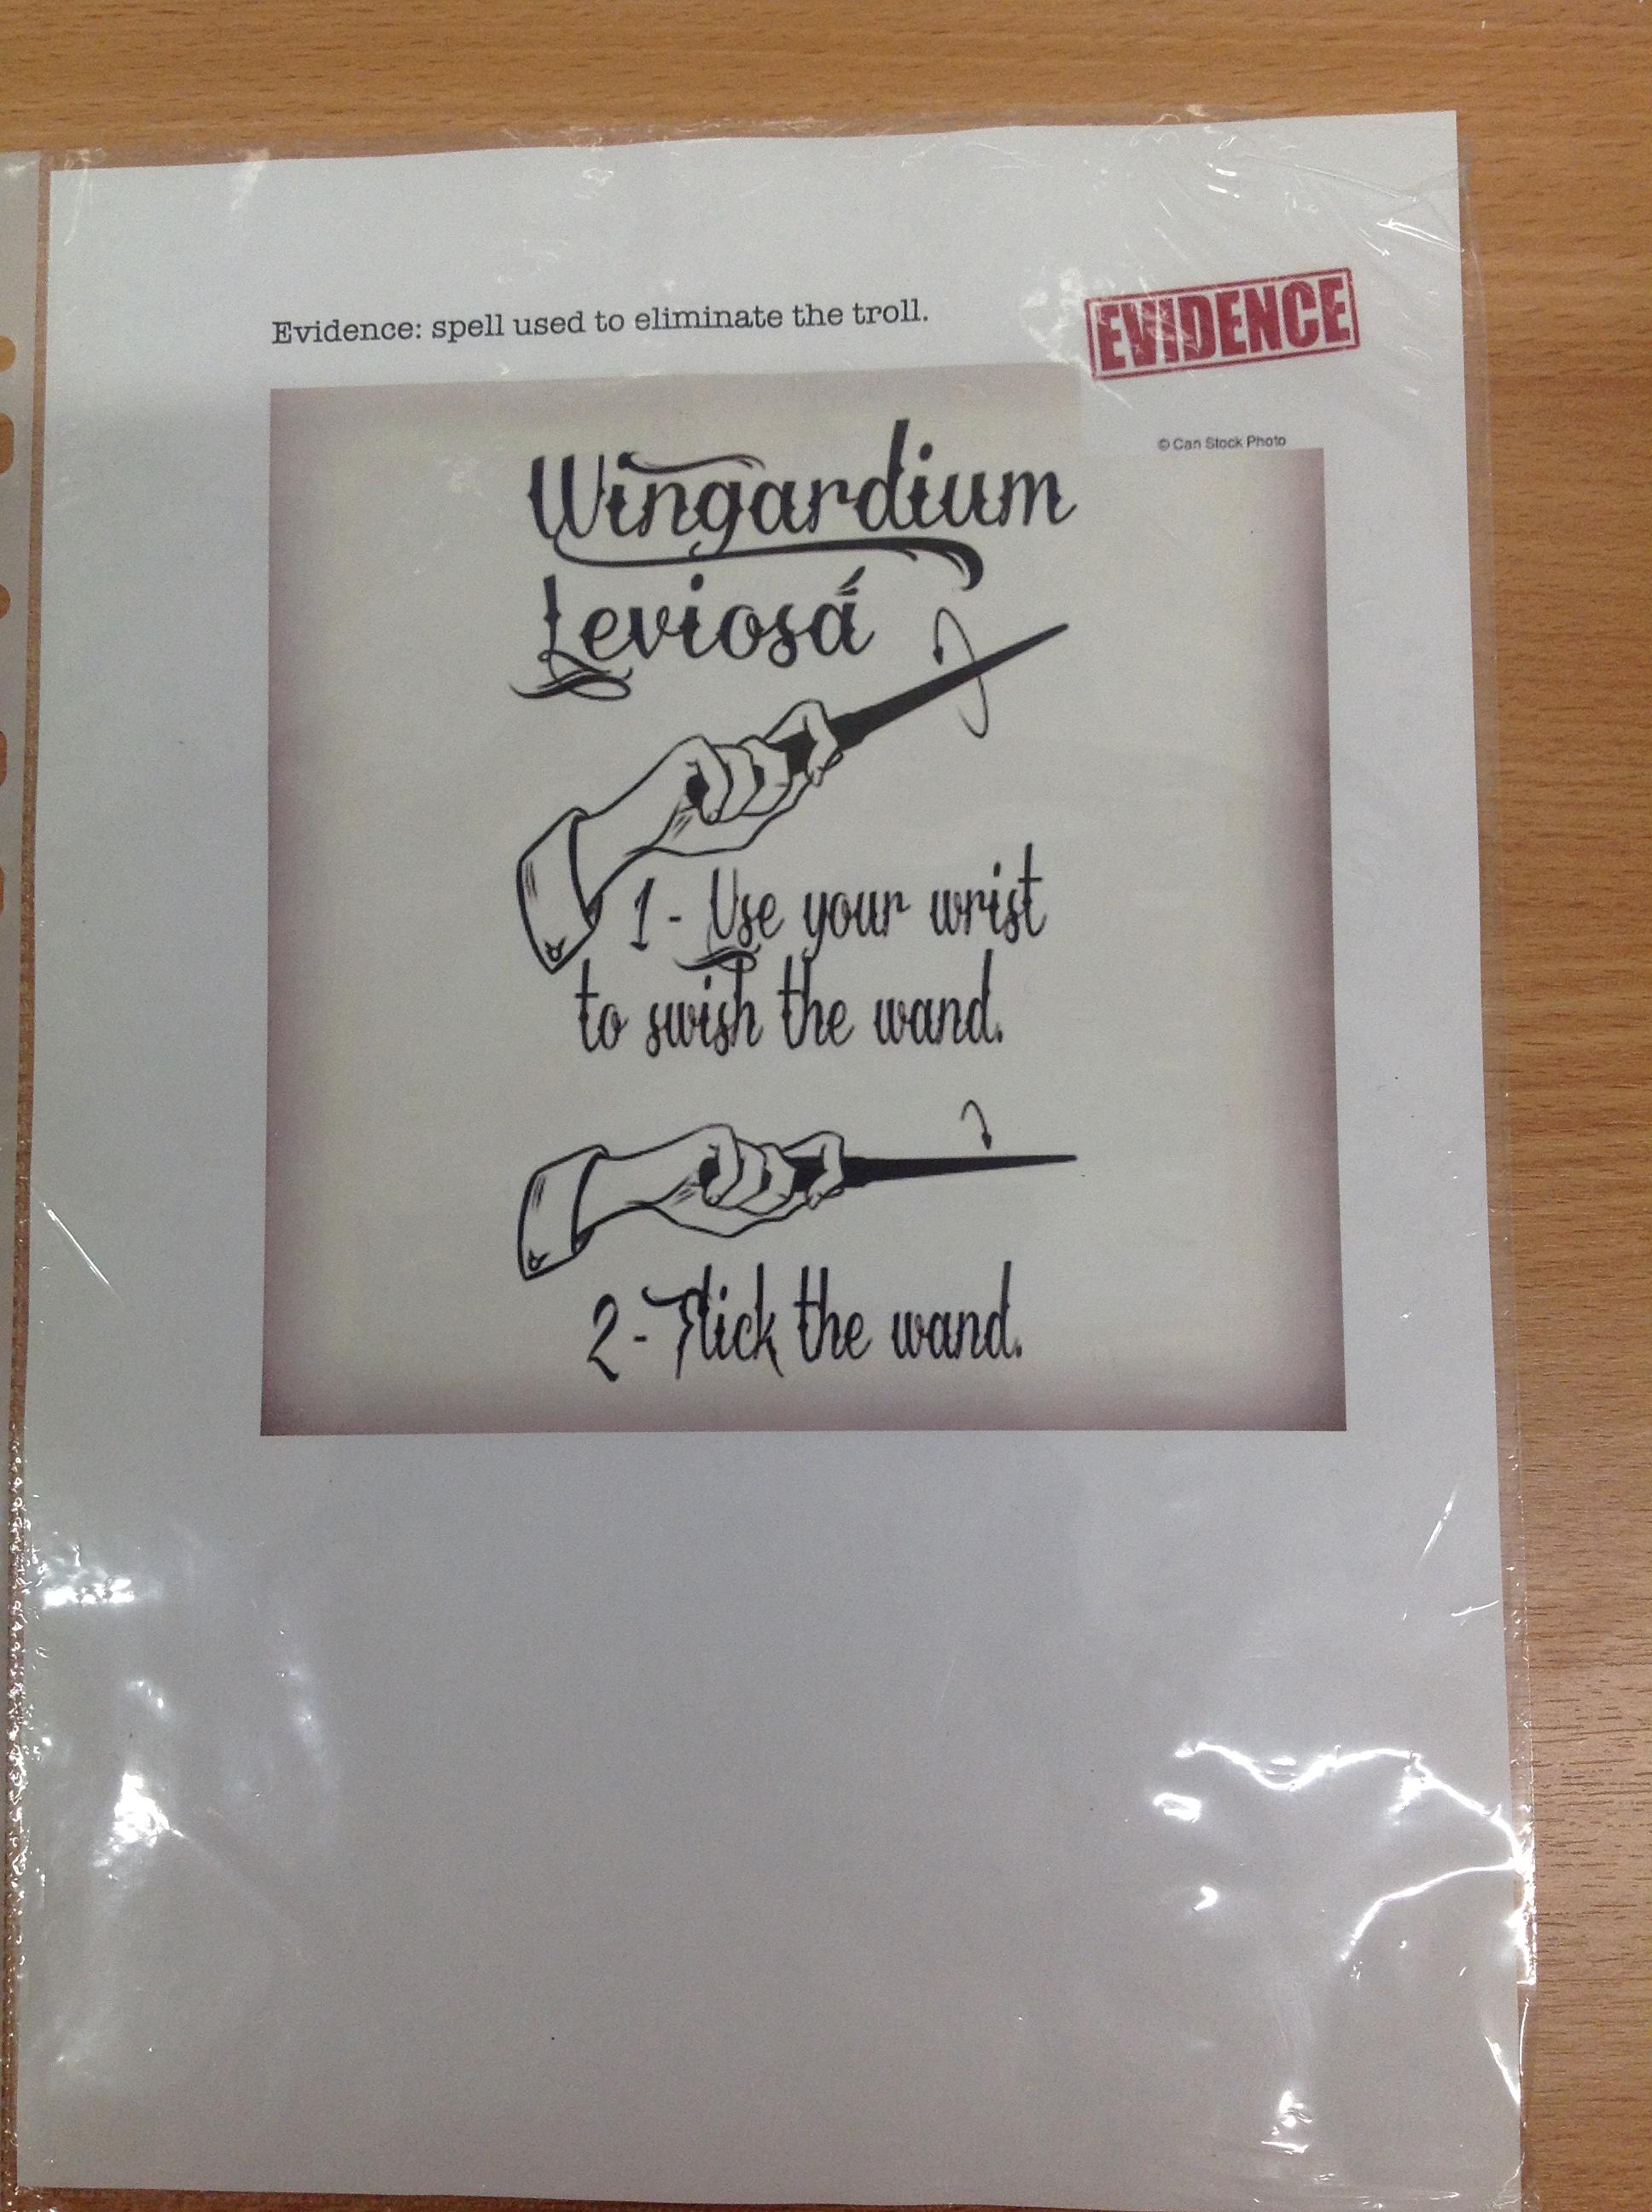 Evidence: spell used to eliminate the troll.
EVIDENCE
© Can Stock Photo
Wingardium
Leviosá
1- Use your wrist
to swish the wand.
2- Flick the wand.